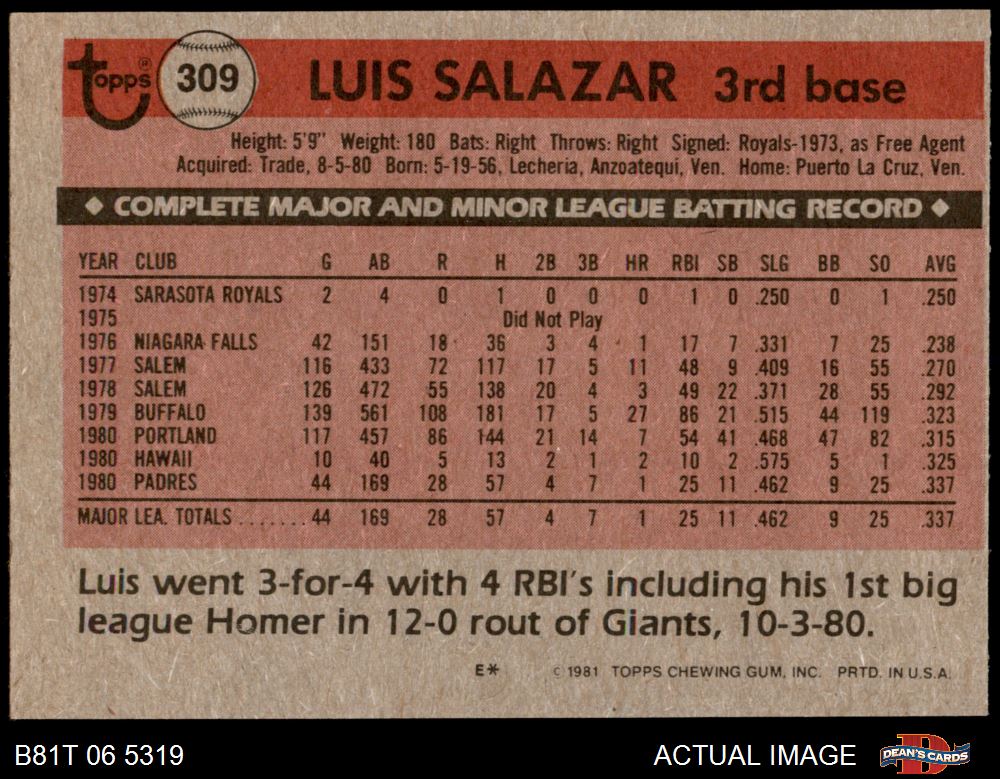 topps® 309 LUIS SALAZAR 3rd base
Height: 5'9" Weight: 180 Bats: Right Throws: Right Signed: Royals-1973, as Free Agent
Acquired: Trade, 8-5-80 Born: 5-19-56, Lecheria, Anzoatequi, Ven. Home: Puerto La Cruz, Ven.
◆ COMPLETE MAJOR AND MINOR LEAGUE BATTING RECORD ◆
YEAR CLUB G AB R H 2B 3B HR RBI SB SLG BB SO AVG
1974 SARASOTA ROYALS 2 4 0 1 0 0 0 1 0 .250 0 1 .250
1975 Did Not Play
1976 NIAGARA FALLS 42 151 18 36 3 4 1 17 7 .331 7 25 .238
1977 SALEM 116 433 72 117 17 5 11 48 9 .409 16 55 .270
1978 SALEM 126 472 55 138 20 4 3 49 22 .371 28 55 .292
1979 BUFFALO 139 561 108 181 17 5 27 86 21 .515 44 119 .323
1980 PORTLAND 117 457 86 144 21 14 7 54 41 .468 47 82 .315
1980 HAWAII 10 40 5 13 2 1 2 10 2 .575 5 1 .325
1980 PADRES 44 169 28 57 4 7 1 25 11 .462 9 25 .337
MAJOR LEA. TOTALS ........ 44 169 28 57 4 7 1 25 11 .462 9 25 .337
Luis went 3-for-4 with 4 RBI's including his 1st big
league Homer in 12-0 rout of Giants, 10-3-80.
E* © 1981 TOPPS CHEWING GUM, INC. PRTD. IN U.S.A.
B81T 06 5319 ACTUAL IMAGE DEAN'S CARDS